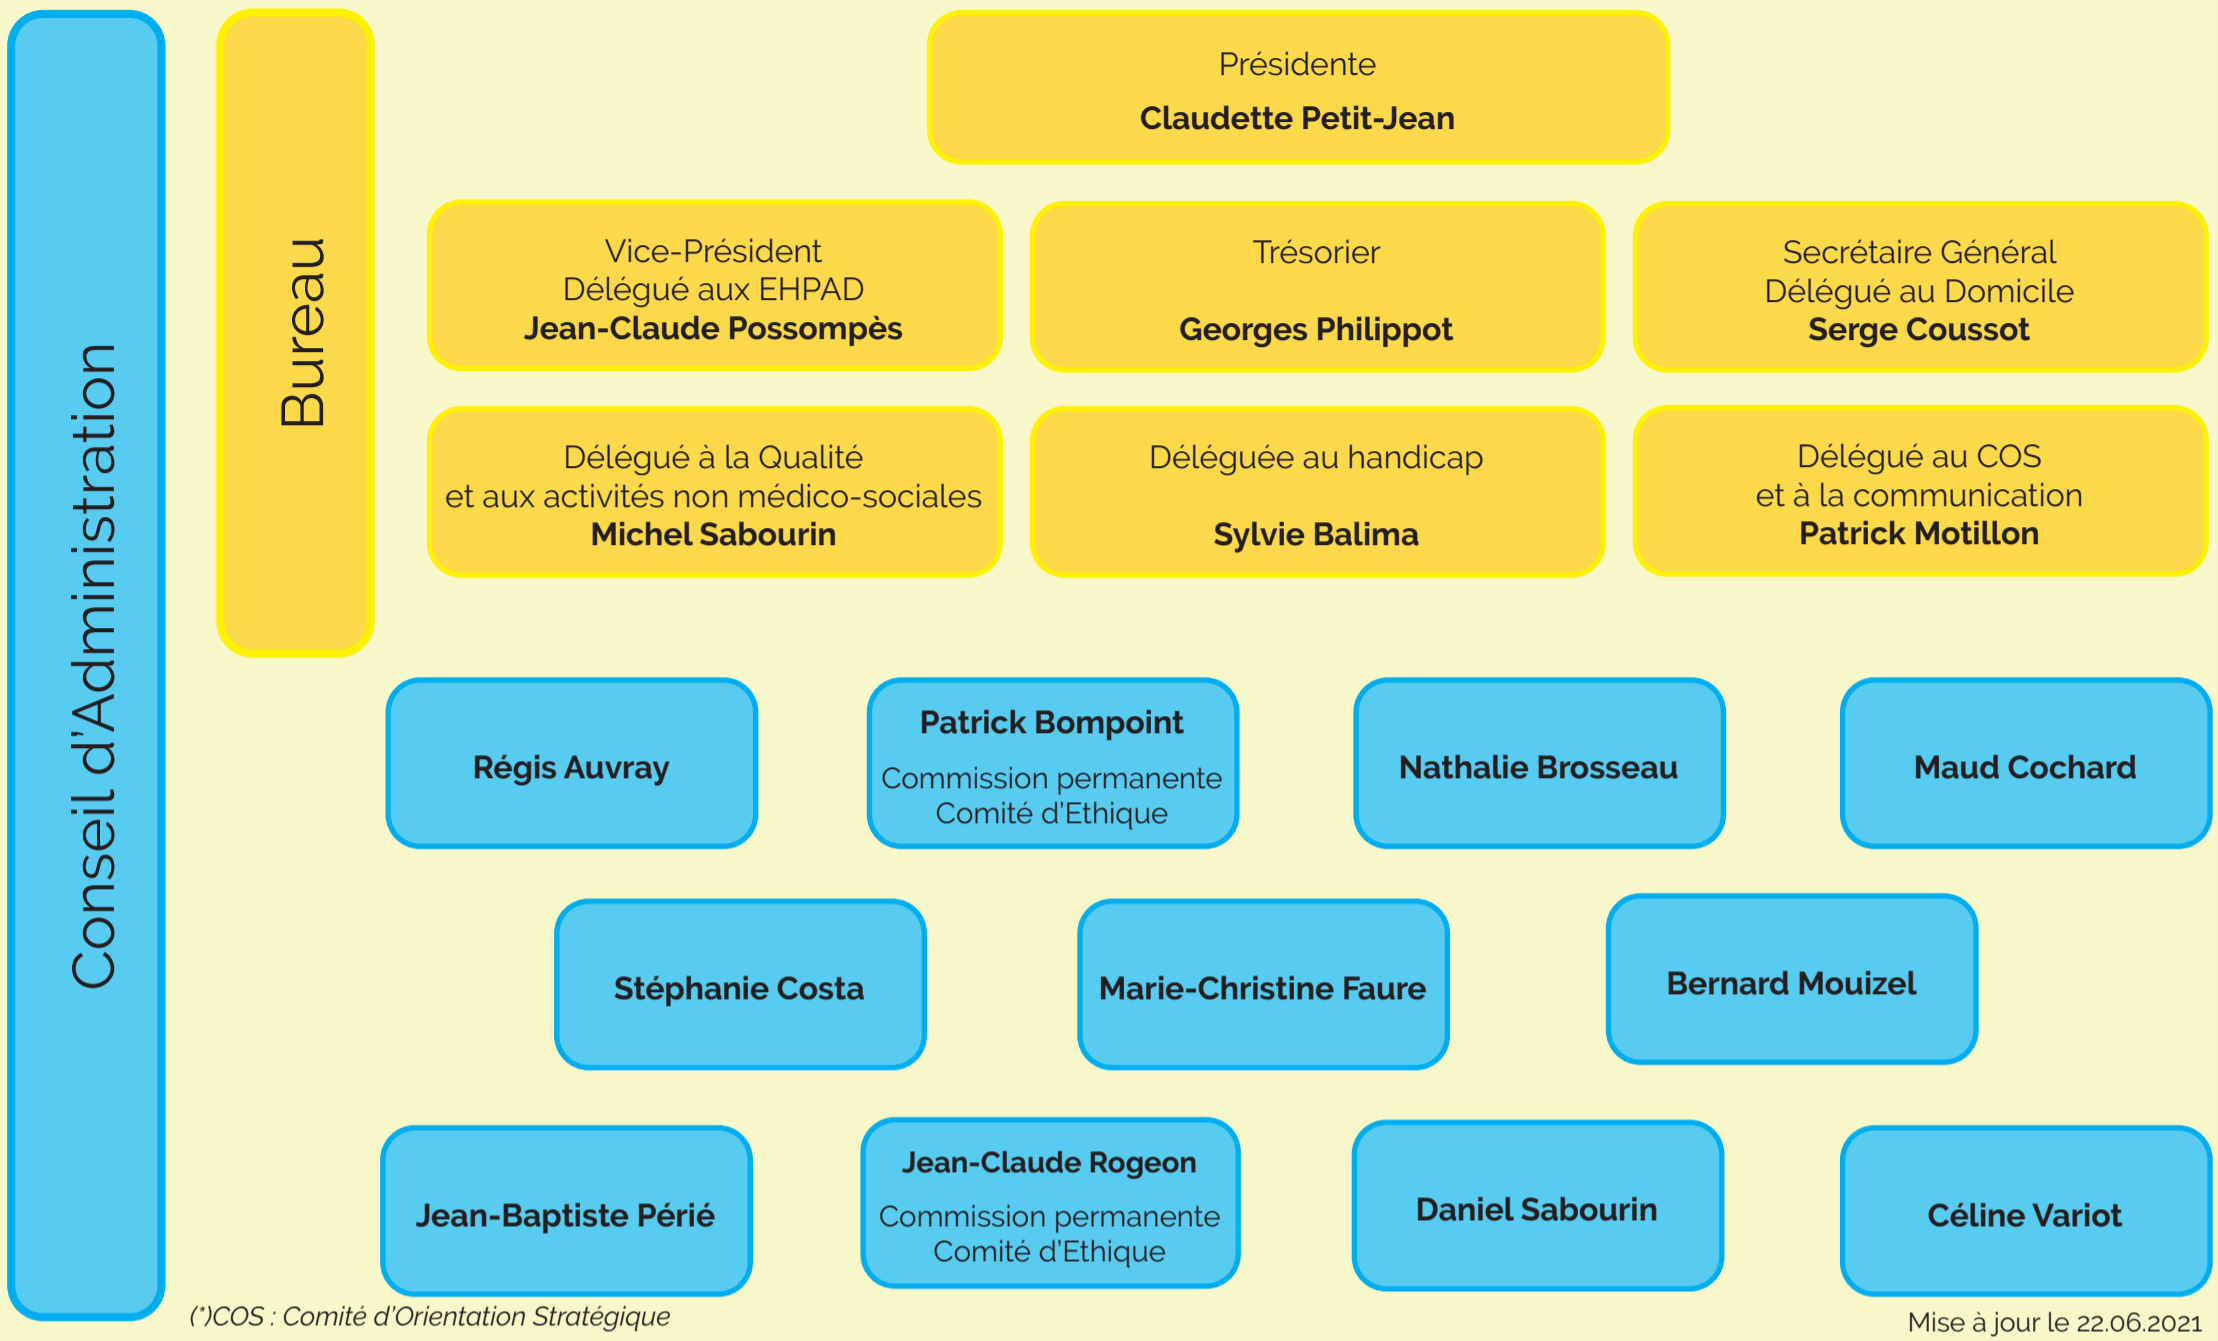 Conseil d'Administration
Bureau
Présidente
Claudette Petit-Jean
Vice-Président
Délégué aux EHPAD
Jean-Claude Possompès
Trésorier
Georges Philippot
Secrétaire Général
Délégué au Domicile
Serge Coussot
Délégué à la Qualité
et aux activités non médico-sociales
Michel Sabourin
Déléguée au handicap
Sylvie Balima
Délégué au COS
et à la communication
Patrick Motillon
Régis Auvray
Patrick Bompoint
Commission permanente
Comité d'Ethique
Nathalie Brosseau
Maud Cochard
Stéphanie Costa
Marie-Christine Faure
Bernard Mouizel
Jean-Baptiste Périé
Jean-Claude Rogeon
Commission permanente
Comité d'Ethique
Daniel Sabourin
Céline Variot
(*)COS : Comité d'Orientation Stratégique
Mise à jour le 22.06.2021